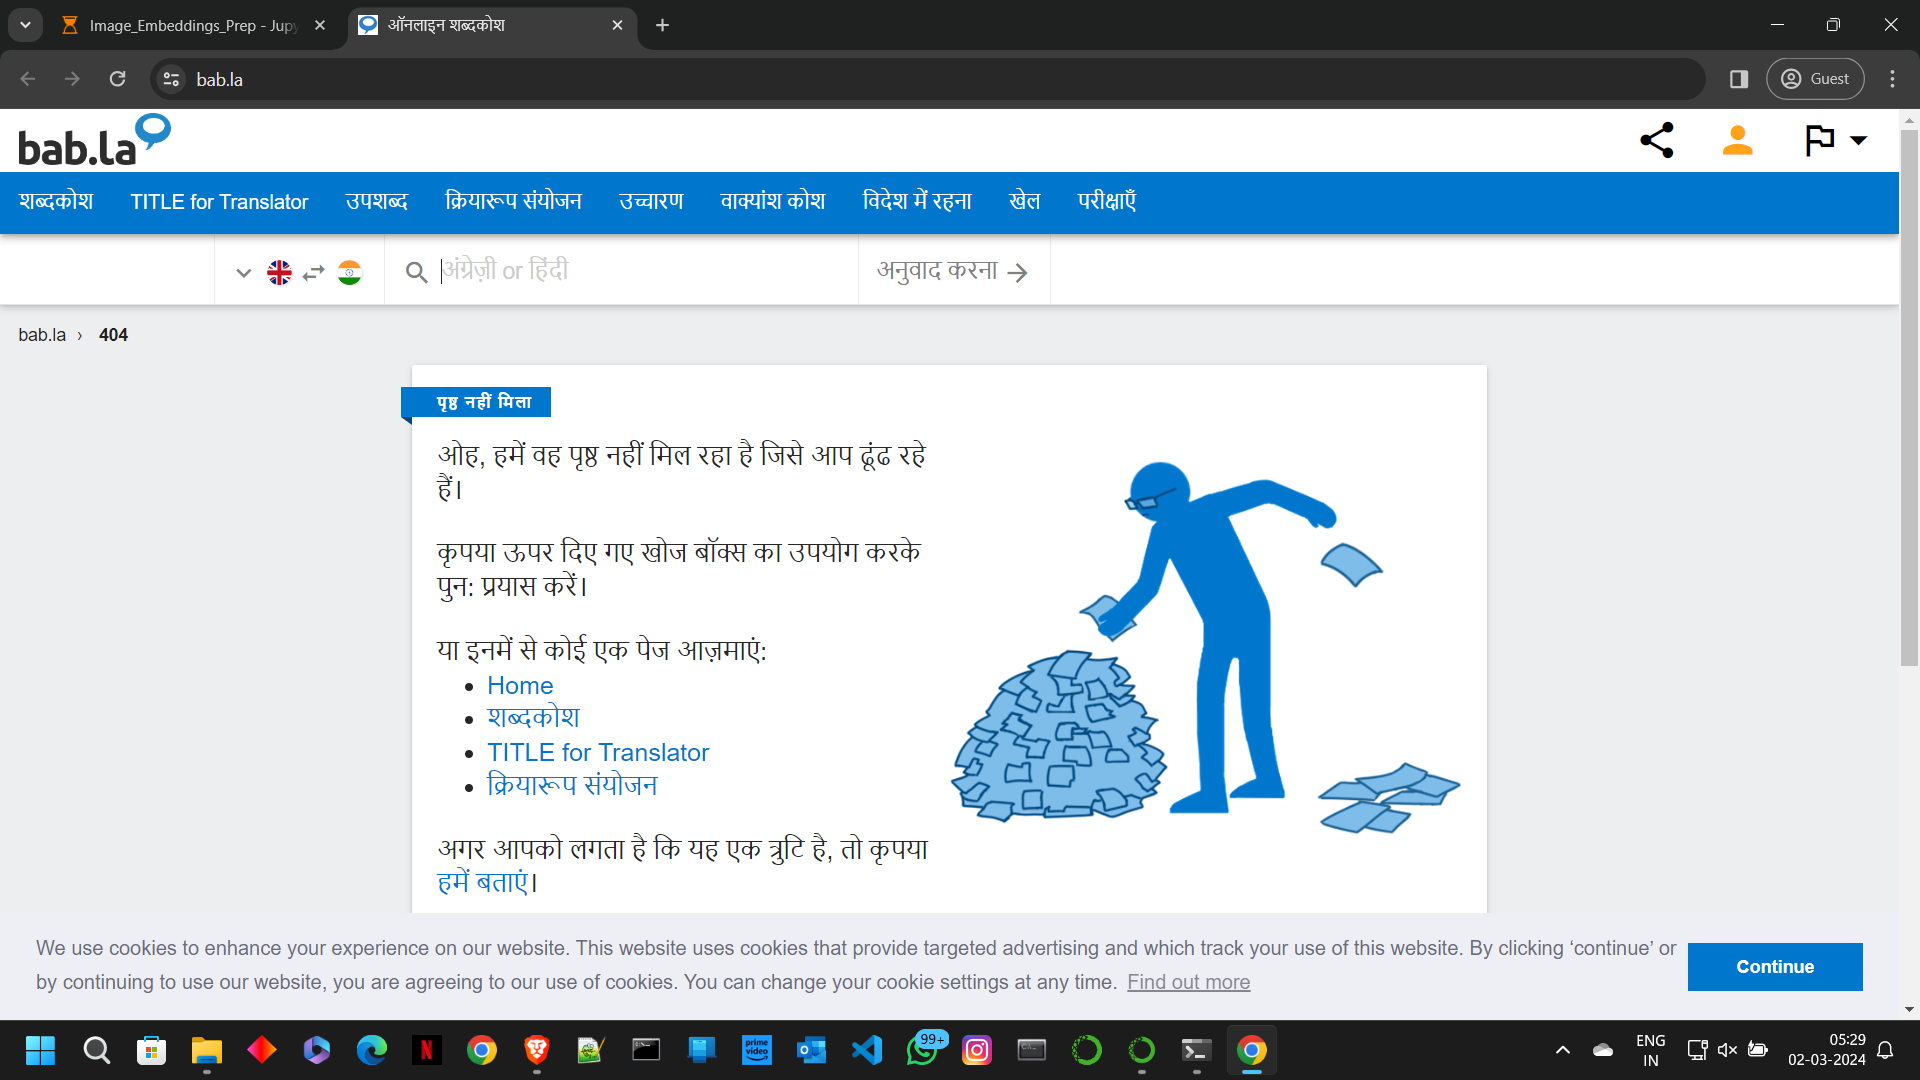 Image_Embeddings_Prep - Jupy
ऑनलाइन शब्दकोश
bab.la
Guest
bab.la
शब्दकोश TITLE for Translator उपशब्द क्रियारूप संयोजन उच्चारण वाक्यांश कोश विदेश में रहना खेल परीक्षाएँ
अंग्रेज़ी or हिंदी
अनुवाद करना
bab.la › 404
पृष्ठ नहीं मिला
ओह, हमें वह पृष्ठ नहीं मिल रहा है जिसे आप ढूंढ रहे
हैं।
कृपया ऊपर दिए गए खोज बॉक्स का उपयोग करके
पुन: प्रयास करें।
या इनमें से कोई एक पेज आज़माएं:
Home
शब्दकोश
TITLE for Translator
क्रियारूप संयोजन
अगर आपको लगता है कि यह एक त्रुटि है, तो कृपया
हमें बताएं।
We use cookies to enhance your experience on our website. This website uses cookies that provide targeted advertising and which track your use of this website. By clicking ‘continue’ or
by continuing to use our website, you are agreeing to our use of cookies. You can change your cookie settings at any time. Find out more
Continue
N
prime video
99+
ENG
IN
05:29
02-03-2024